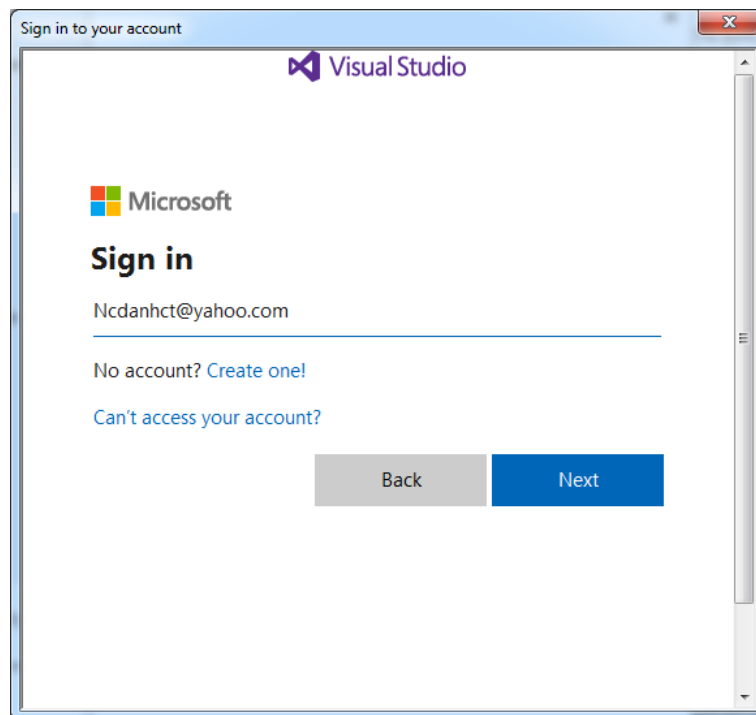 Sign in to your account
Visual Studio
Microsoft
Sign in
Ncdanhct@yahoo.com
No account? Create one!
Can't access your account?
Back Next